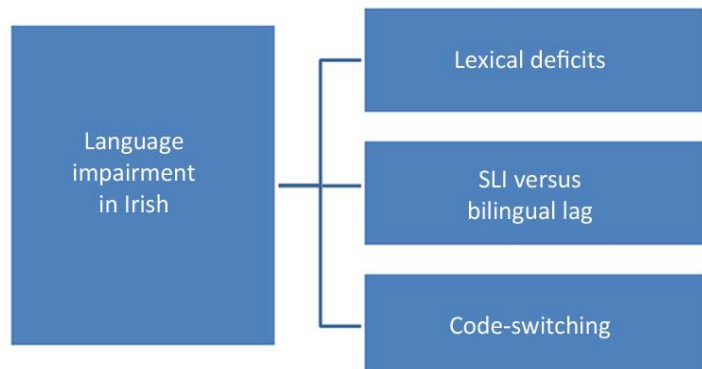 Language
impairment
in Irish
Lexical deficits
SLI versus
bilingual lag
Code-switching